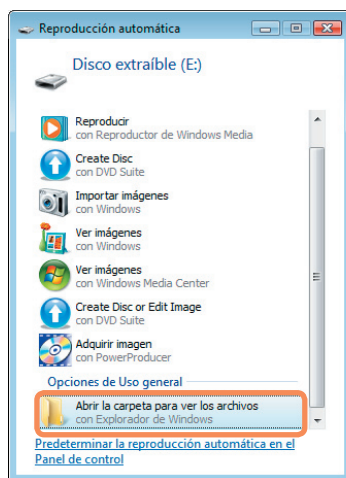 Reproducción automática
Disco extraíble (E:)
Reproducir
con Reproductor de Windows Media
Create Disc
con DVD Suite
Importar imágenes
con Windows
Ver imágenes
con Windows
Ver imágenes
con Windows Media Center
Create Disc or Edit Image
con DVD Suite
Adquirir imagen
con PowerProducer
Opciones de Uso general
Abrir la carpeta para ver los archivos
con Explorador de Windows
Predeterminar la reproducción automática en el
Panel de control